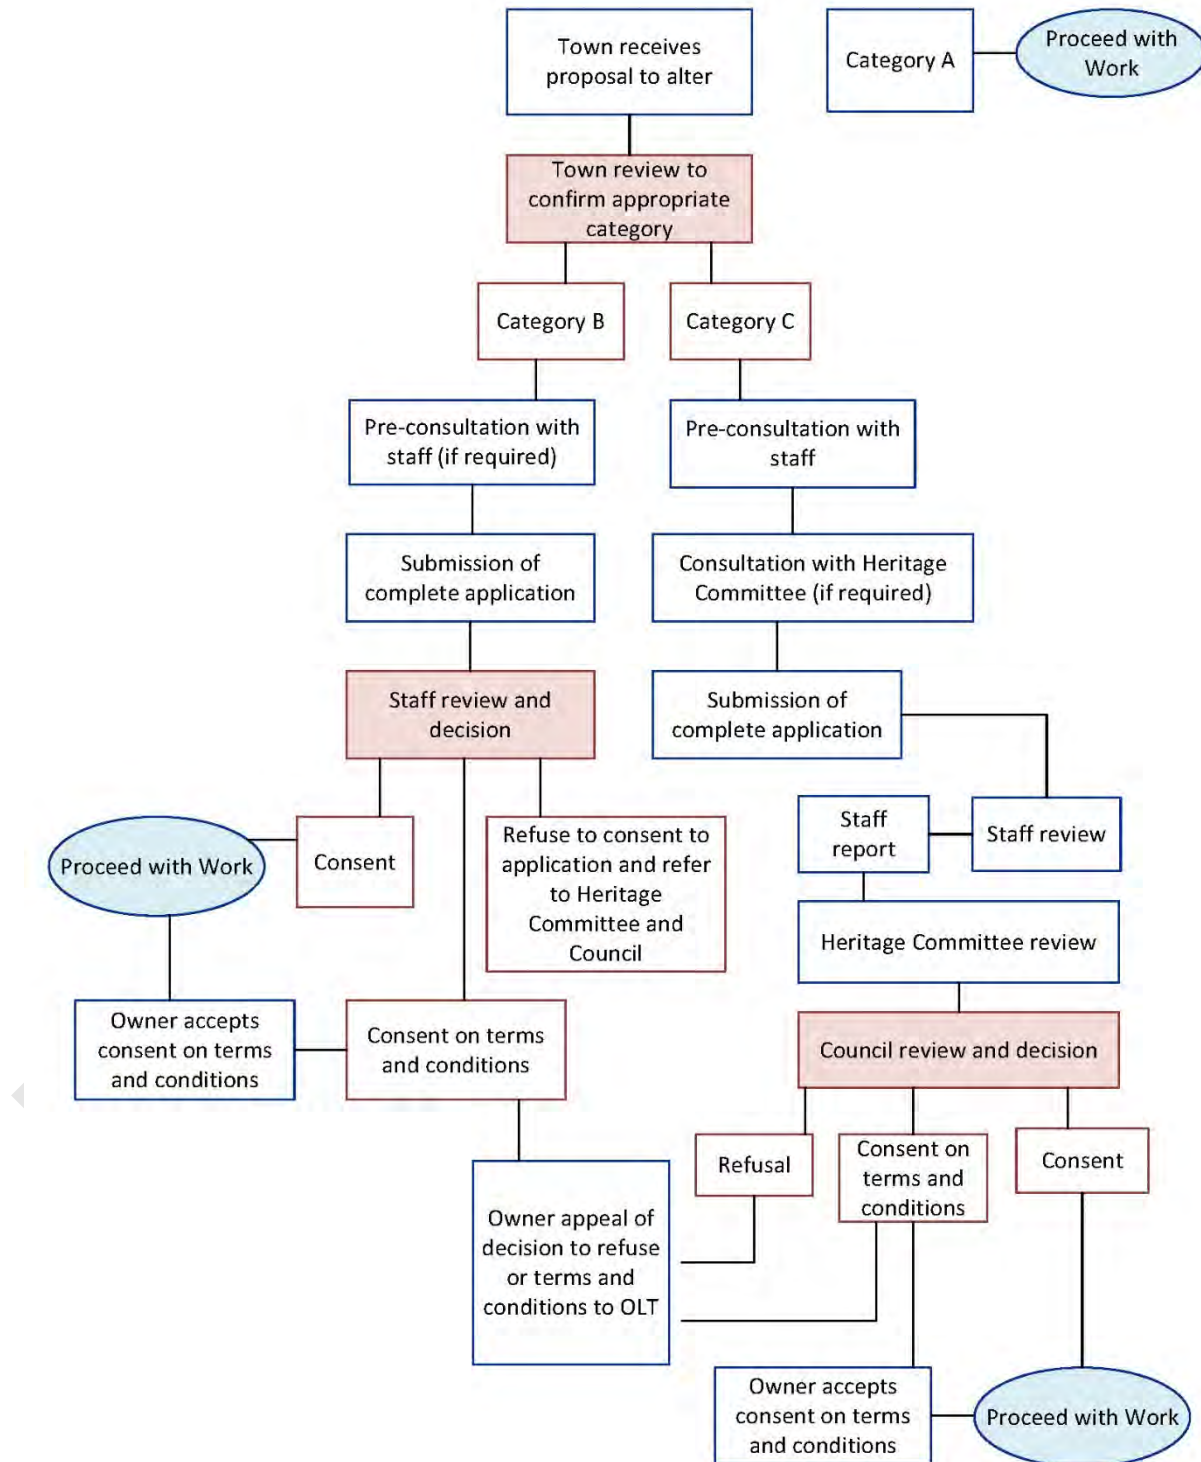 Town receives
proposal to alter
Category A
Proceed with
Work
Town review to
confirm appropriate
category
Category B
Category C
Pre-consultation with
staff (if required)
Pre-consultation with
staff
Submission of
complete application
Consultation with Heritage
Committee (if required)
Staff review and
decision
Submission of
complete application
Staff
report
Staff review
Proceed with Work
Consent
Refuse to consent to
application and refer
to Heritage
Committee and
Council
Heritage Committee review
Owner accepts
consent on terms
and conditions
Consent on terms
and conditions
Council review and decision
Refusal
Consent on
terms and
conditions
Consent
Owner appeal of
decision to refuse
or terms and
conditions to OLT
Owner accepts
consent on terms
and conditions
Proceed with Work